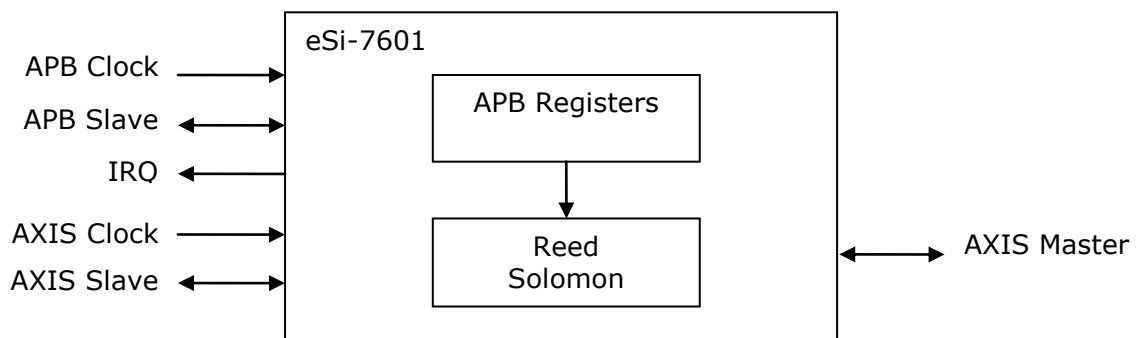 eSi-7601
APB Clock
APB Registers
APB Slave
IRQ
AXIS Clock
Reed
Solomon
AXIS Master
AXIS Slave